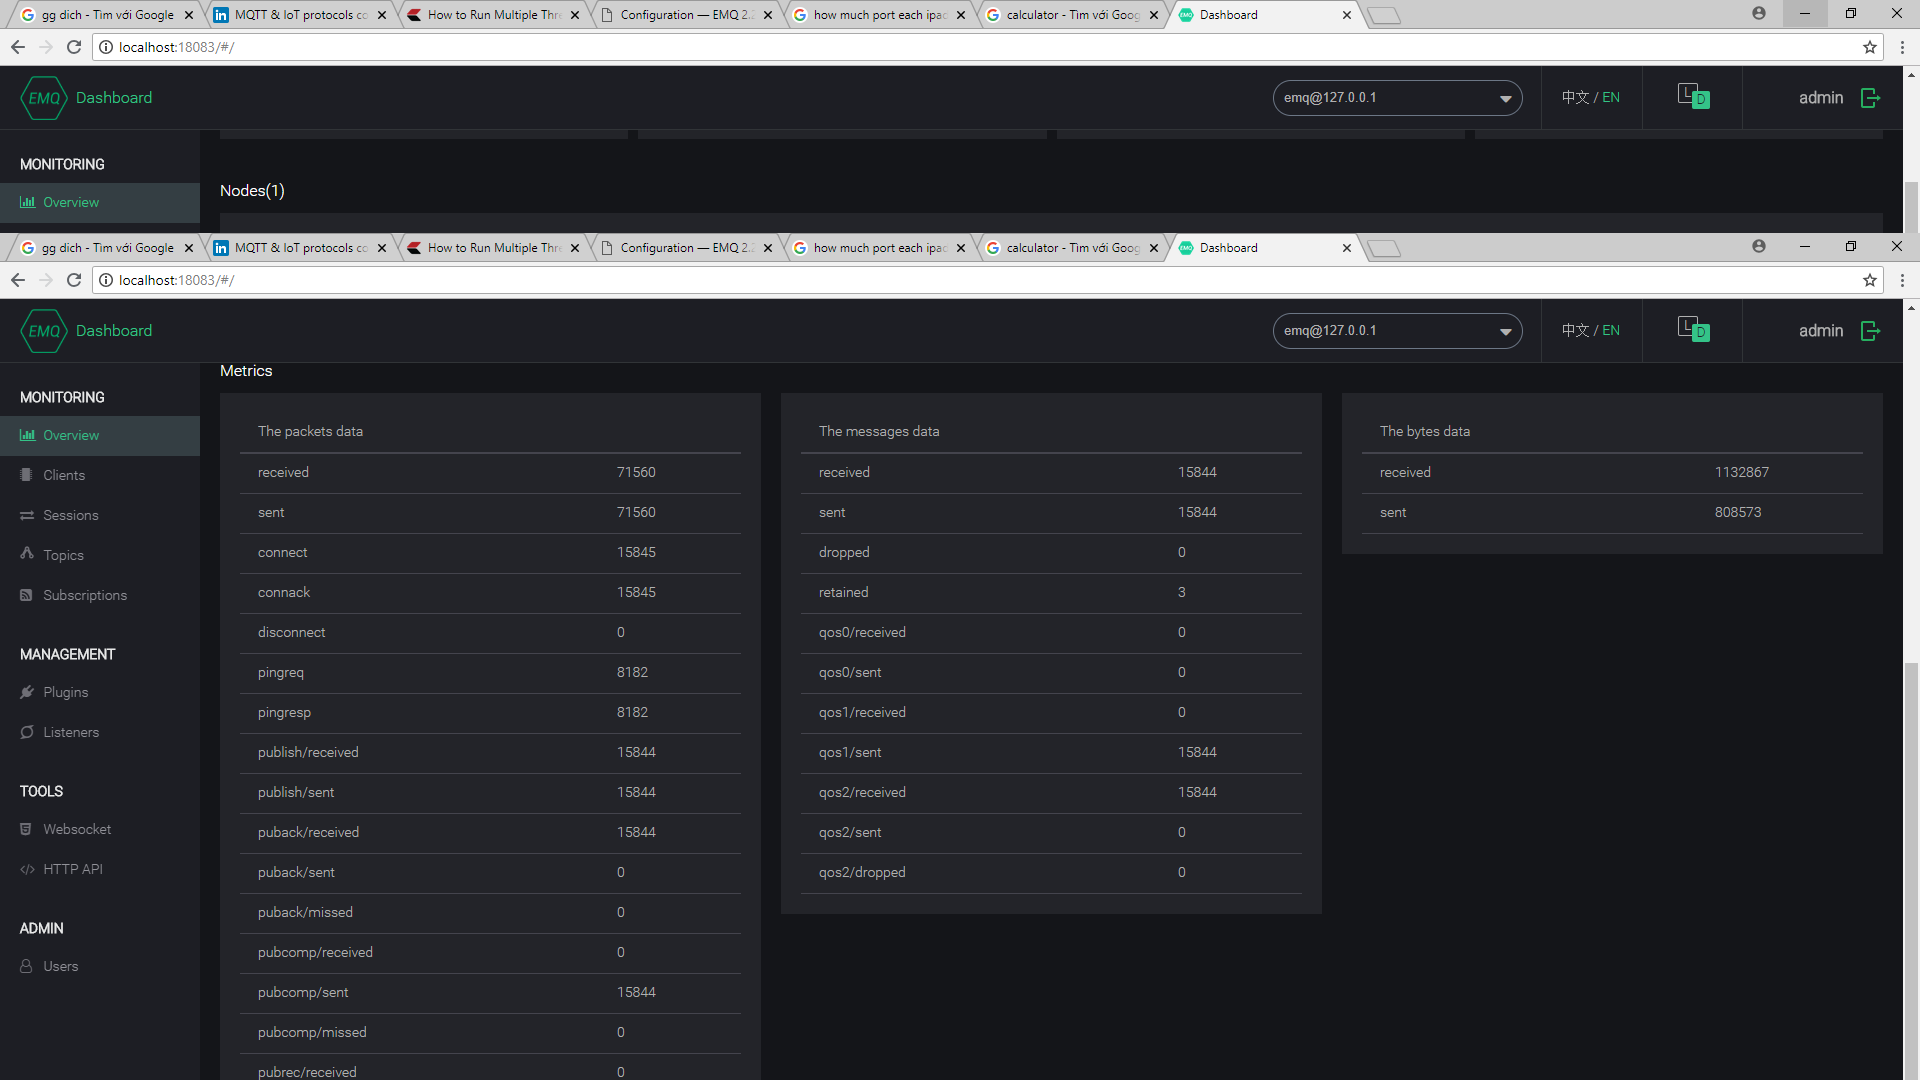 gg dich - Tìm với Google
MQTT & IoT protocols co
How to Run Multiple Thre
Configuration — EMQ 2.2
how much port each ipad
calculator - Tìm với Goog
Dashboard
localhost:18083/#/
EMQ Dashboard
emq@127.0.0.1
中文 / EN
L D
admin
MONITORING
Overview
Nodes(1)
gg dich - Tìm với Google
MQTT & IoT protocols co
How to Run Multiple Thre
Configuration — EMQ 2.2
how much port each ipad
calculator - Tìm với Goog
Dashboard
localhost:18083/#/
EMQ Dashboard
emq@127.0.0.1
中文 / EN
L D
admin
MONITORING
Overview
Clients
Sessions
Topics
Subscriptions
MANAGEMENT
Plugins
Listeners
TOOLS
Websocket
HTTP API
ADMIN
Users
Metrics
The packets data
received 71560
sent 71560
connect 15845
connack 15845
disconnect 0
pingreq 8182
pingresp 8182
publish/received 15844
publish/sent 15844
puback/received 15844
puback/sent 0
puback/missed 0
pubcomp/received 0
pubcomp/sent 15844
pubcomp/missed 0
pubrec/received 0
The messages data
received 15844
sent 15844
dropped 0
retained 3
qos0/received 0
qos0/sent 0
qos1/received 0
qos1/sent 15844
qos2/received 15844
qos2/sent 0
qos2/dropped 0
The bytes data
received 1132867
sent 808573